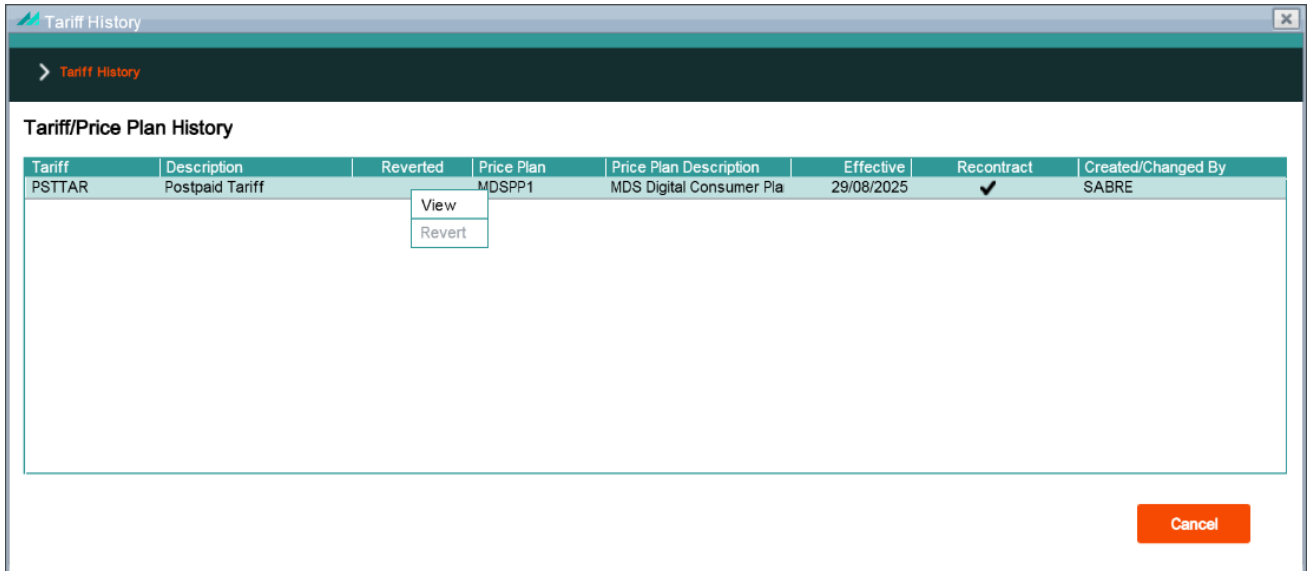 Tariff History
Tariff History
Tariff/Price Plan History
Tariff Description Reverted Price Plan Price Plan Description Effective Recontract Created/Changed By
PSTTAR Postpaid Tariff MDSPP1 MDS Digital Consumer Pla 29/08/2025 SABRE
View
Revert
Cancel